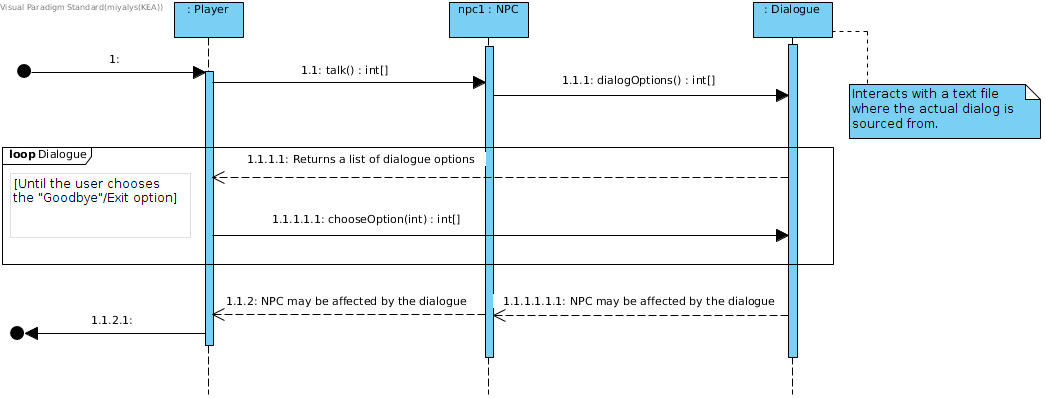 Visual Paradigm Standard(miyalys(KEA))
: Player
npc1 : NPC
: Dialogue
1:
1.1: talk() : int[]
1.1.1: dialogOptions() : int[]
Interacts with a text file
where the actual dialog is
sourced from.
loop Dialogue
1.1.1.1: Returns a list of dialogue options
[Until the user chooses
the "Goodbye"/Exit option]
1.1.1.1.1: chooseOption(int) : int[]
1.1.2: NPC may be affected by the dialogue
1.1.1.1.1.1: NPC may be affected by the dialogue
1.1.2.1: